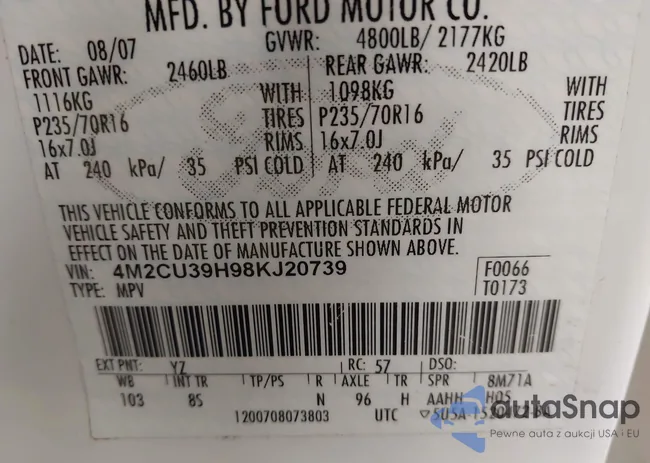 MFD. BY FORD MOTOR CO.
DATE: 08/07 GVWR: 4800LB/ 2177KG
FRONT GAWR: 2460LB REAR GAWR: 2420LB
1116KG WITH 1098KG WITH
P235/70R16 TIRES P235/70R16 TIRES
16x7.0J RIMS 16x7.0J RIMS
AT 240 kPa/ 35 PSI COLD AT 240 kPa/ 35 PSI COLD
THIS VEHICLE CONFORMS TO ALL APPLICABLE FEDERAL MOTOR
VEHICLE SAFETY AND THEFT PREVENTION STANDARDS IN
EFFECT ON THE DATE OF MANUFACTURE SHOWN ABOVE.
VIN: 4M2CU39H98KJ20739 F0066
TYPE: MPV T0173
EXT PNT: YZ RC: 57 DSO:
WB INT TR TP/PS R AXLE TR SPR 8M71A
103 8S N 96 H AAHH H05
1200708073803 UTC
autoSnap
Pewne auta z aukcji USA i EU